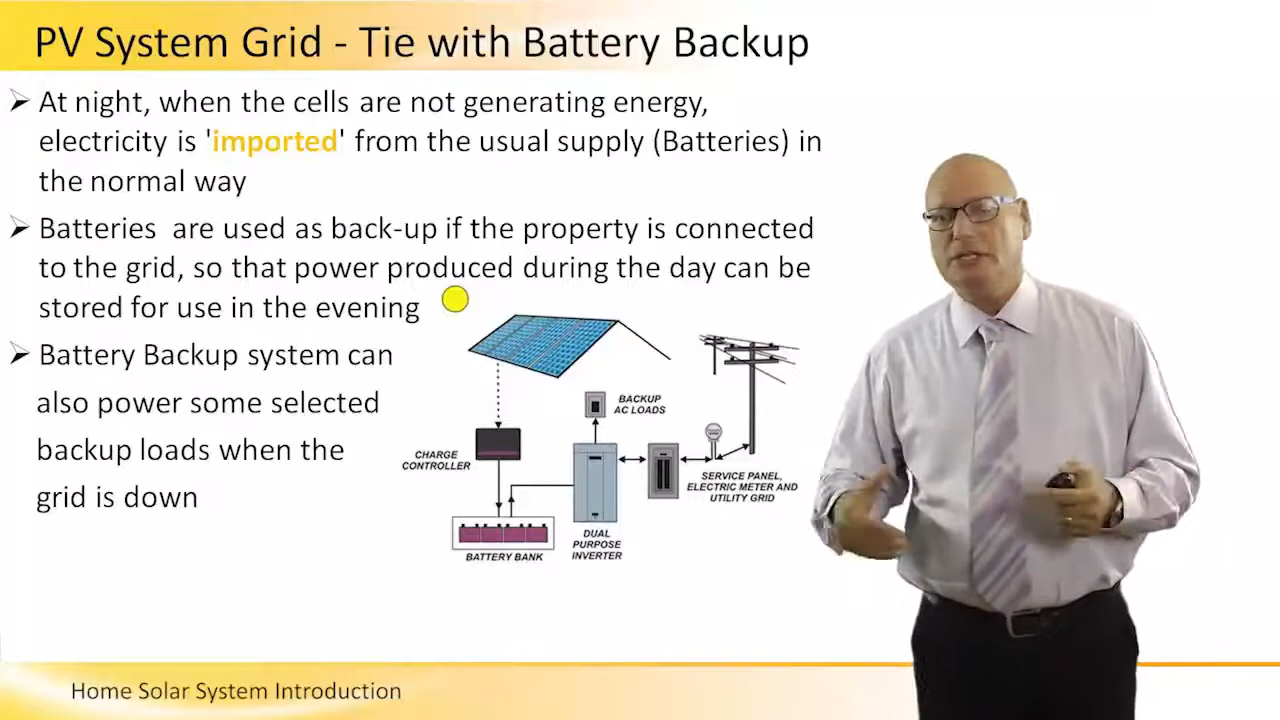 PV System Grid - Tie with Battery Backup
➢ At night, when the cells are not generating energy,
electricity is 'imported' from the usual supply (Batteries) in
the normal way
➢ Batteries  are used as back-up if the property is connected
to the grid, so that power produced during the day can be
stored for use in the evening
➢ Battery Backup system can
also power some selected
backup loads when the
grid is down
BACKUP
AC LOADS
CHARGE
CONTROLLER
SERVICE PANEL,
ELECTRIC METER AND
UTILITY GRID
BATTERY BANK
DUAL
PURPOSE
INVERTER
Home Solar System Introduction